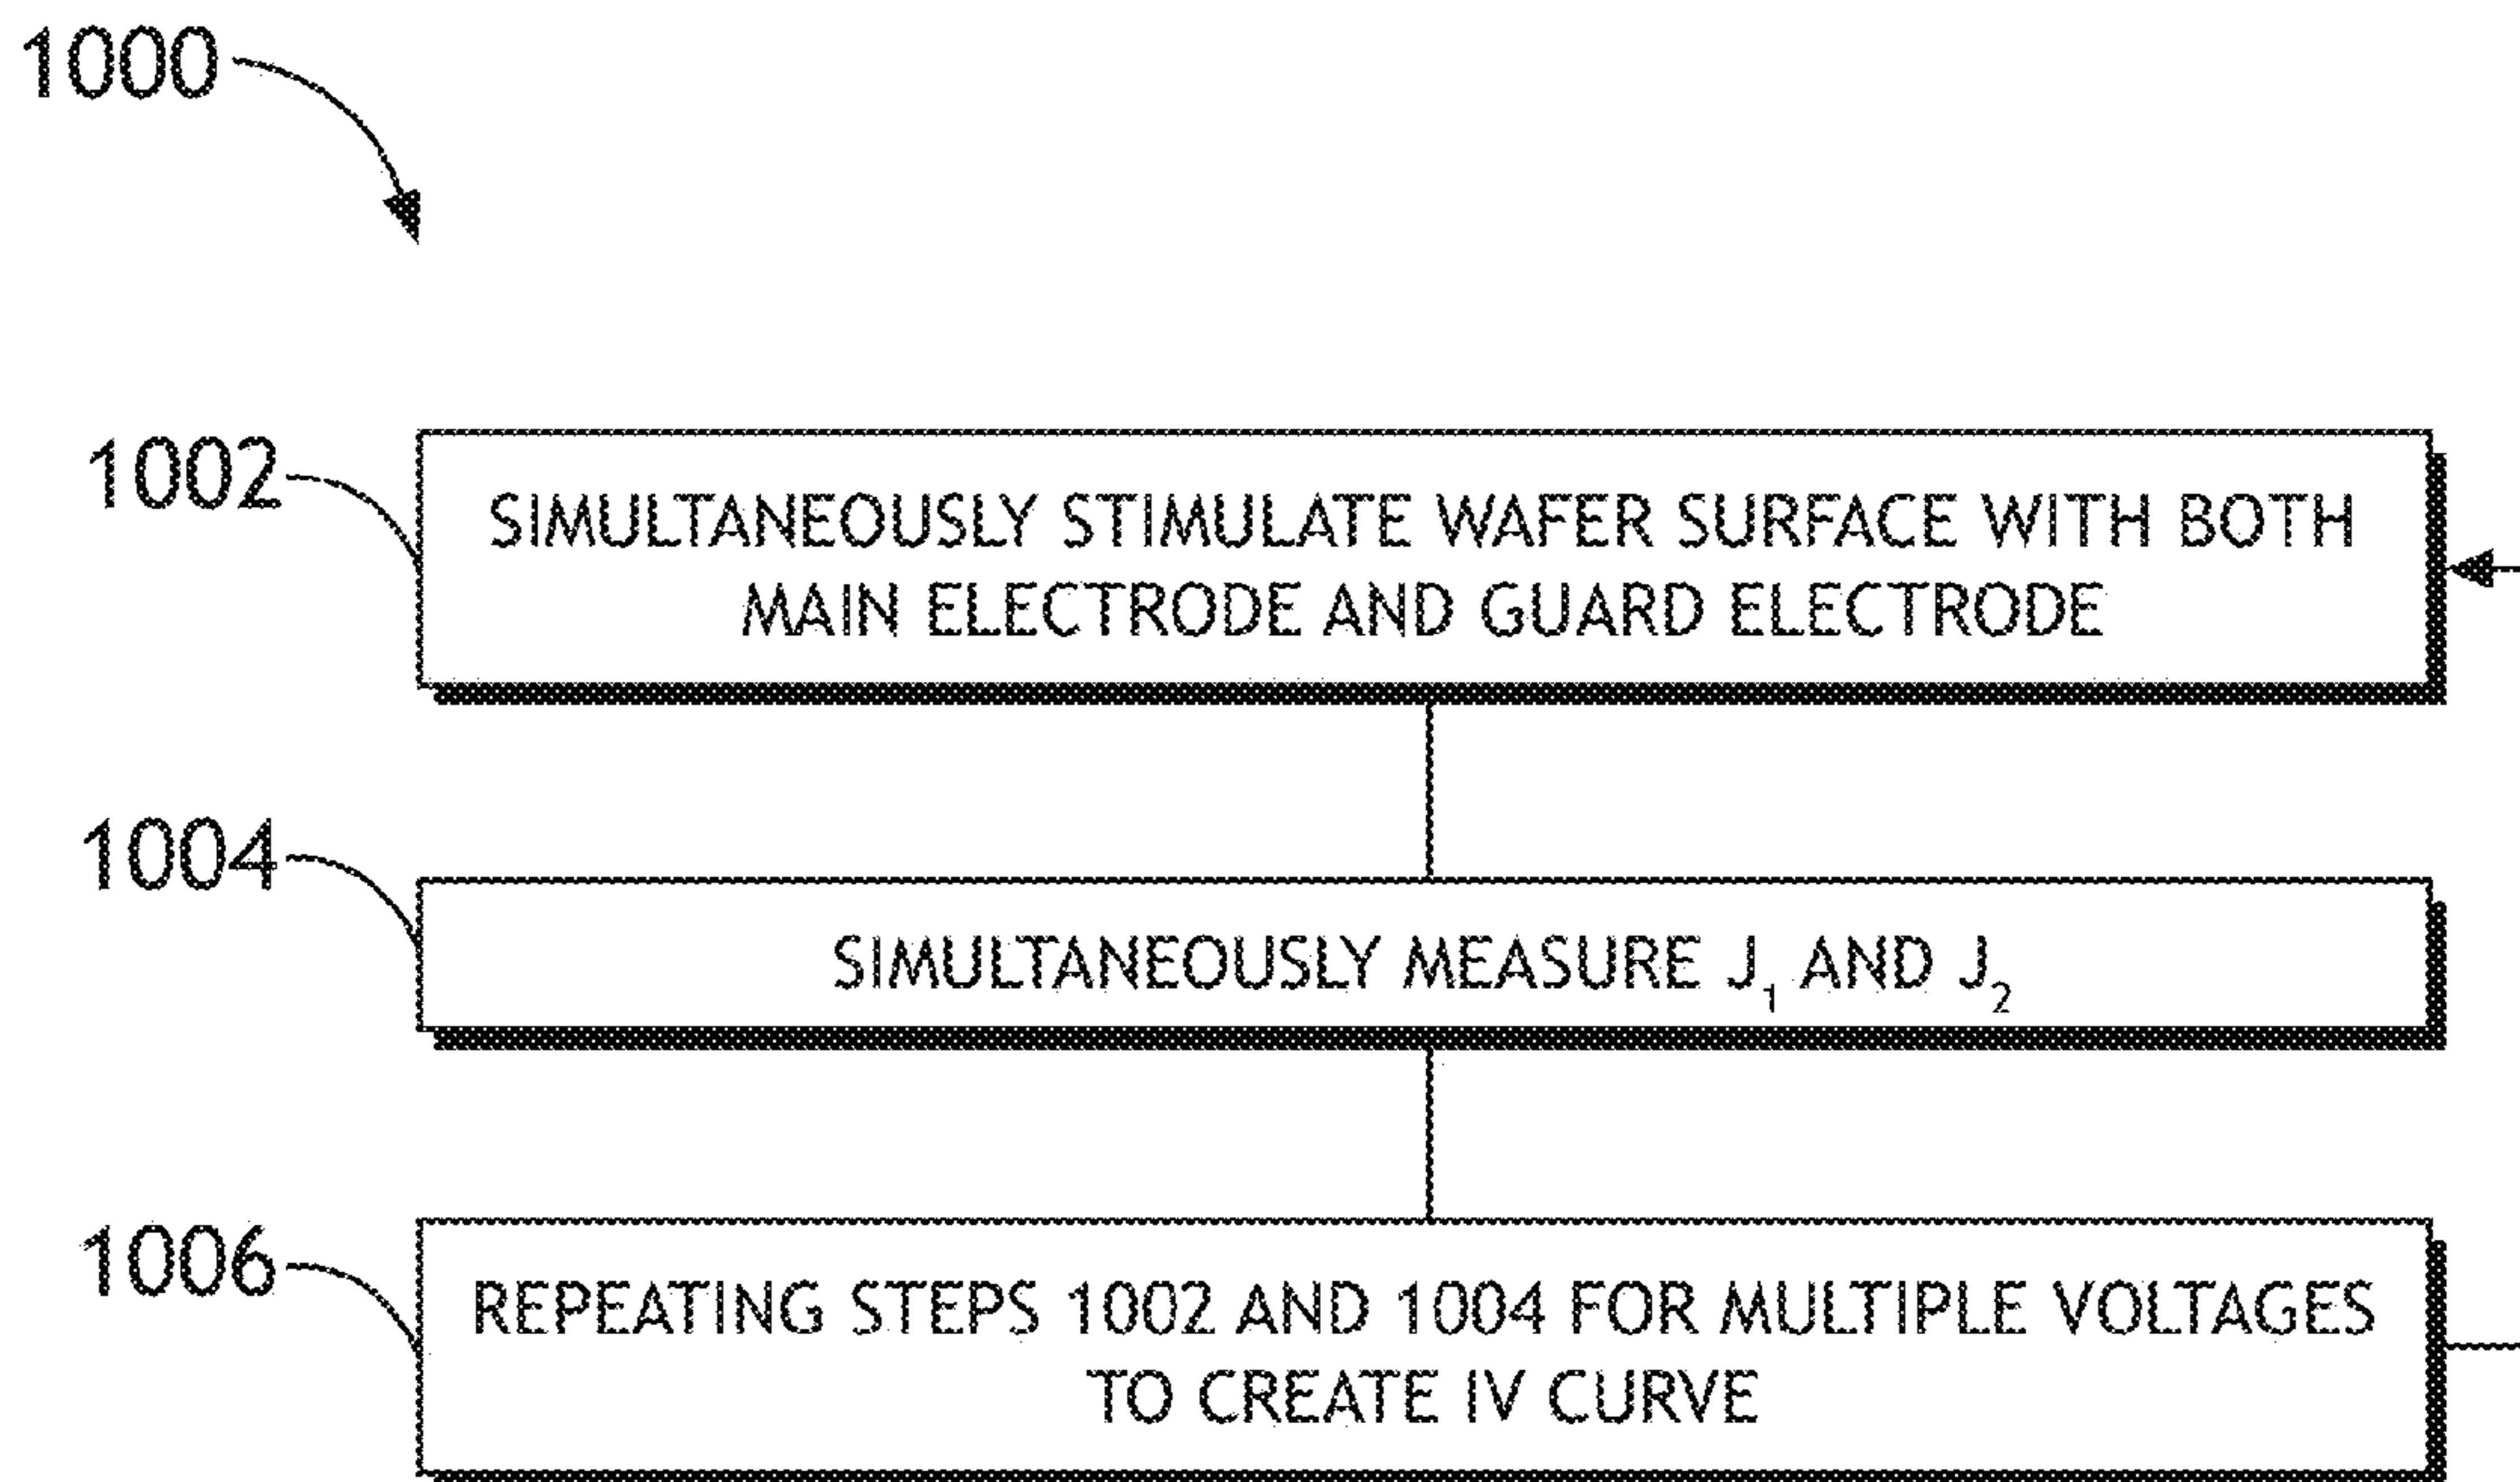 1000
1002
SIMULTANEOUSLY STIMULATE WAFER SURFACE WITH BOTH
MAIN ELECTRODE AND GUARD ELECTRODE
1004
SIMULTANEOUSLY MEASURE J₁ AND J₂
1006
REPEATING STEPS 1002 AND 1004 FOR MULTIPLE VOLTAGES
TO CREATE IV CURVE